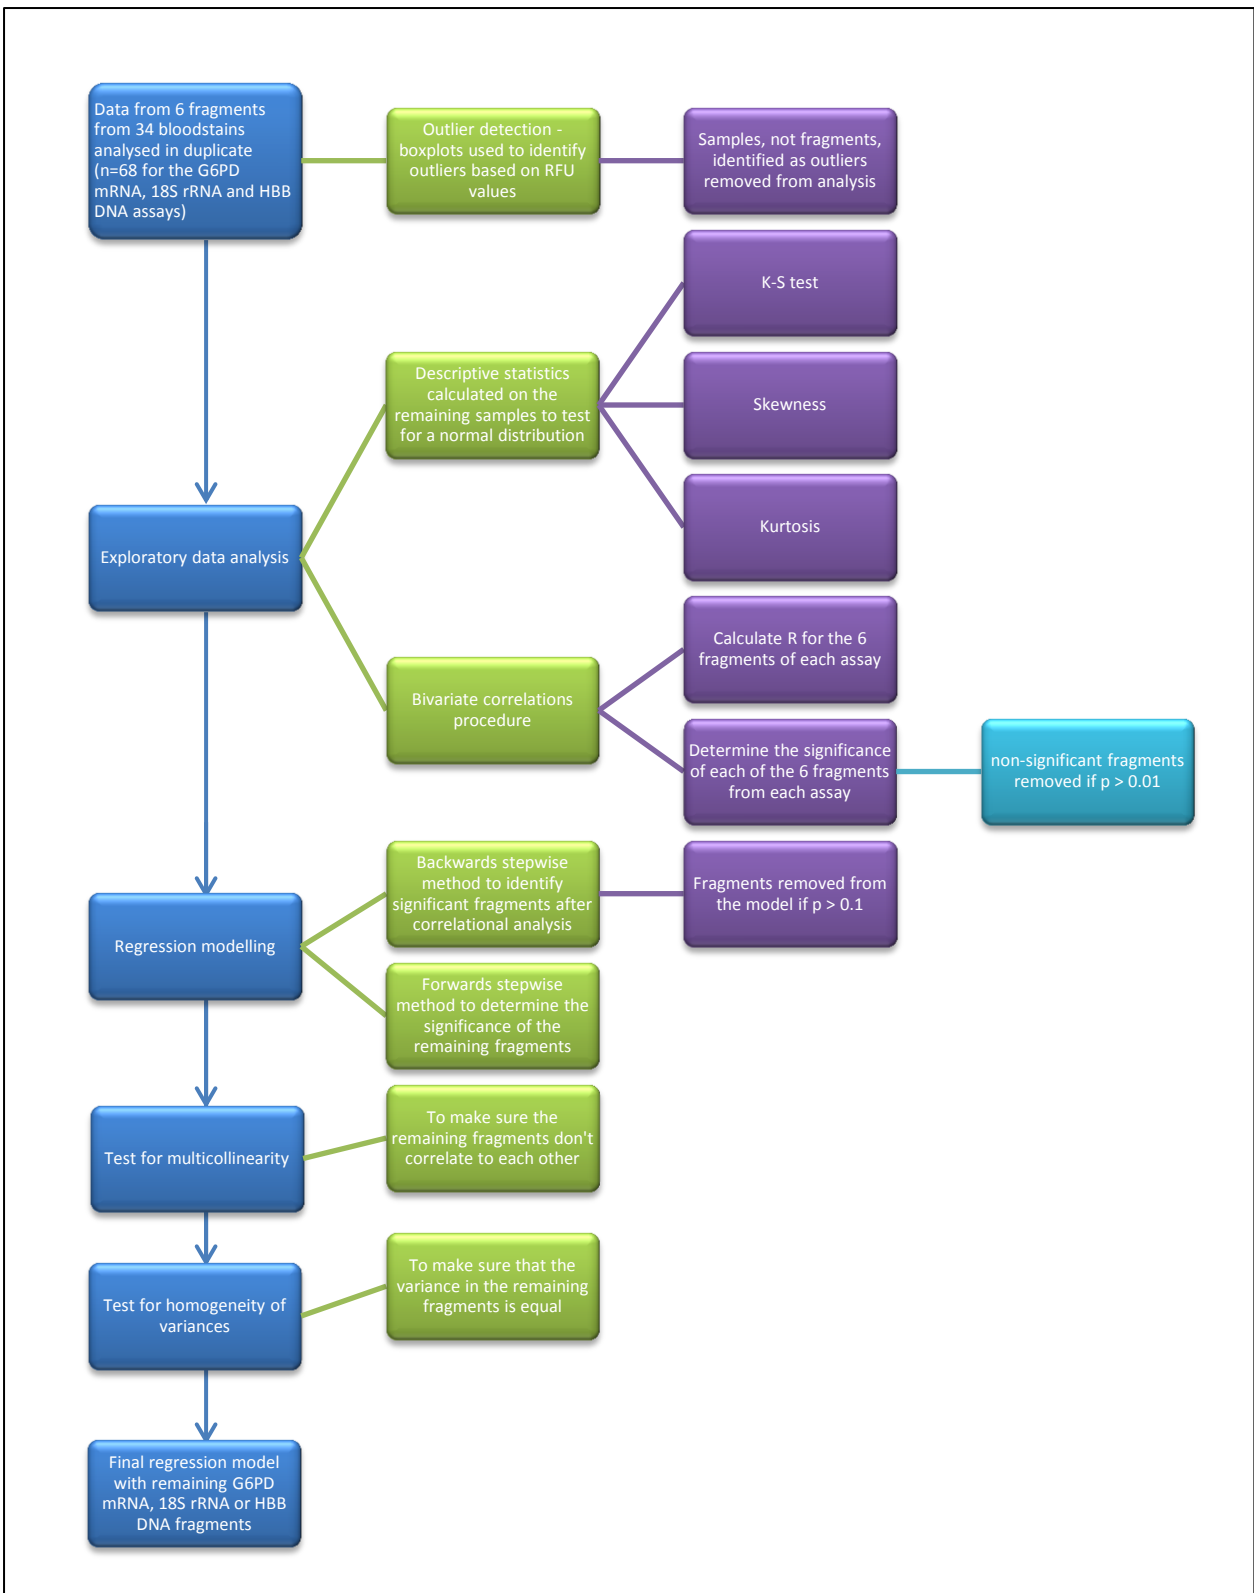 Data from 6 fragments
from 34 bloodstains
analysed in duplicate
(n=68 for the G6PD
mRNA, 18S rRNA and HBB
DNA assays)
Outlier detection -
boxplots used to identify
outliers based on RFU
values
Samples, not fragments,
identified as outliers
removed from analysis
Exploratory data analysis
Descriptive statistics
calculated on the
remaining samples to test
for a normal distribution
K-S test
Skewness
Kurtosis
Bivariate correlations
procedure
Calculate R for the 6
fragments of each assay
Determine the significance
of each of the 6 fragments
from each assay
non-significant fragments
removed if p > 0.01
Regression modelling
Backwards stepwise
method to identify
significant fragments after
correlational analysis
Fragments removed from
the model if p > 0.1
Forwards stepwise
method to determine the
significance of the
remaining fragments
Test for multicollinearity
To make sure the
remaining fragments don't
correlate to each other
Test for homogeneity of
variances
To make sure that the
variance in the remaining
fragments is equal
Final regression model
with remaining G6PD
mRNA, 18S rRNA or HBB
DNA fragments